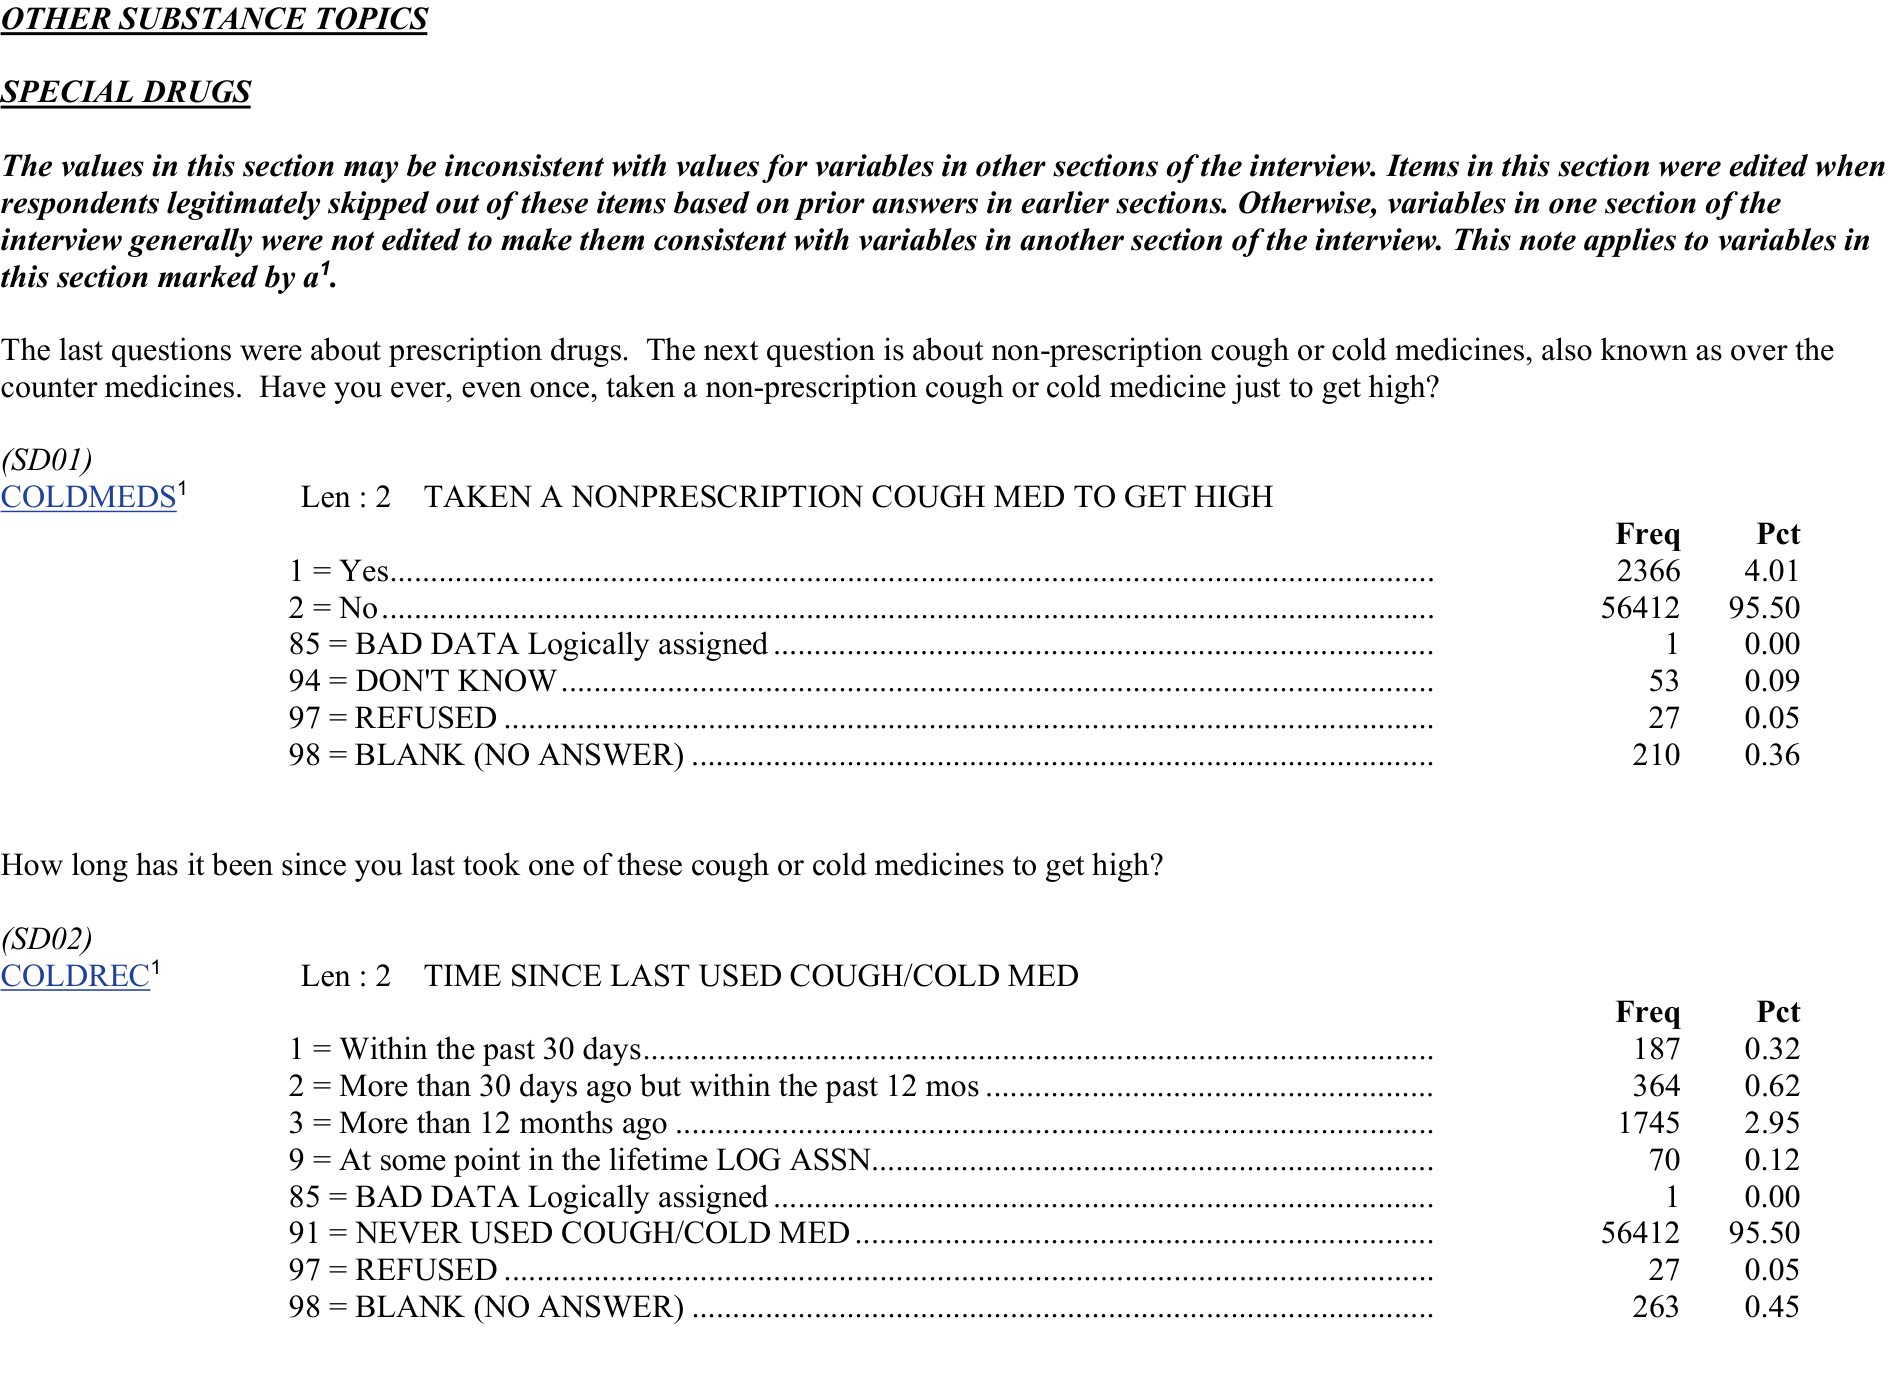 OTHER SUBSTANCE TOPICS
SPECIAL DRUGS
The values in this section may be inconsistent with values for variables in other sections of the interview. Items in this section were edited when
respondents legitimately skipped out of these items based on prior answers in earlier sections. Otherwise, variables in one section of the
interview generally were not edited to make them consistent with variables in another section of the interview. This note applies to variables in
this section marked by a¹.
The last questions were about prescription drugs.  The next question is about non-prescription cough or cold medicines, also known as over the
counter medicines.  Have you ever, even once, taken a non-prescription cough or cold medicine just to get high?
(SD01)
COLDMEDS¹ Len : 2 TAKEN A NONPRESCRIPTION COUGH MED TO GET HIGH
Freq Pct
1 = Yes........ 2366 4.01
2 = No........ 56412 95.50
85 = BAD DATA Logically assigned........ 1 0.00
94 = DON'T KNOW........ 53 0.09
97 = REFUSED........ 27 0.05
98 = BLANK (NO ANSWER)........ 210 0.36
How long has it been since you last took one of these cough or cold medicines to get high?
(SD02)
COLDREC¹ Len : 2 TIME SINCE LAST USED COUGH/COLD MED
Freq Pct
1 = Within the past 30 days........ 187 0.32
2 = More than 30 days ago but within the past 12 mos........ 364 0.62
3 = More than 12 months ago........ 1745 2.95
9 = At some point in the lifetime LOG ASSN........ 70 0.12
85 = BAD DATA Logically assigned........ 1 0.00
91 = NEVER USED COUGH/COLD MED........ 56412 95.50
97 = REFUSED........ 27 0.05
98 = BLANK (NO ANSWER)........ 263 0.45